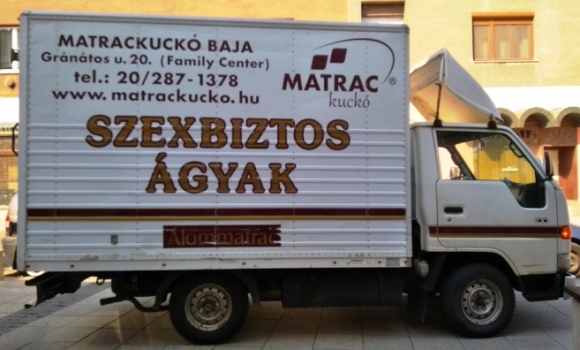 MATRACKUCKÓ BAJA
Gránátos u. 20. (Family Center)
tel.: 20/287-1378
www.matrackucko.hu
MATRAC ®
kuckó
SZEXBIZTOS
ÁGYAK
Álommatrac